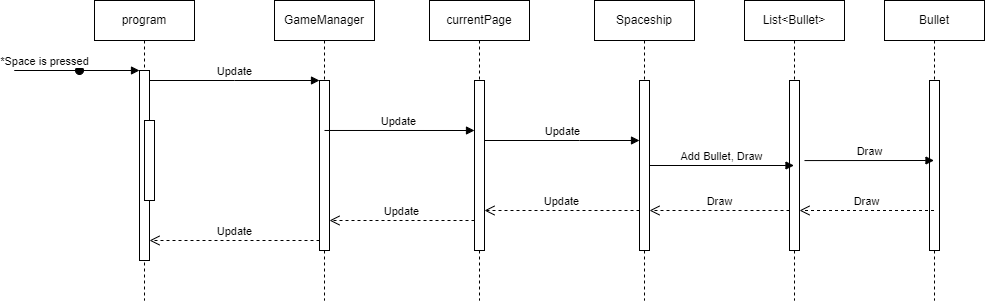 program
GameManager
currentPage
Spaceship
List<Bullet>
Bullet
*Space is pressed
Update
Update
Update
Add Bullet, Draw
Draw
Update
Update
Update
Draw
Draw